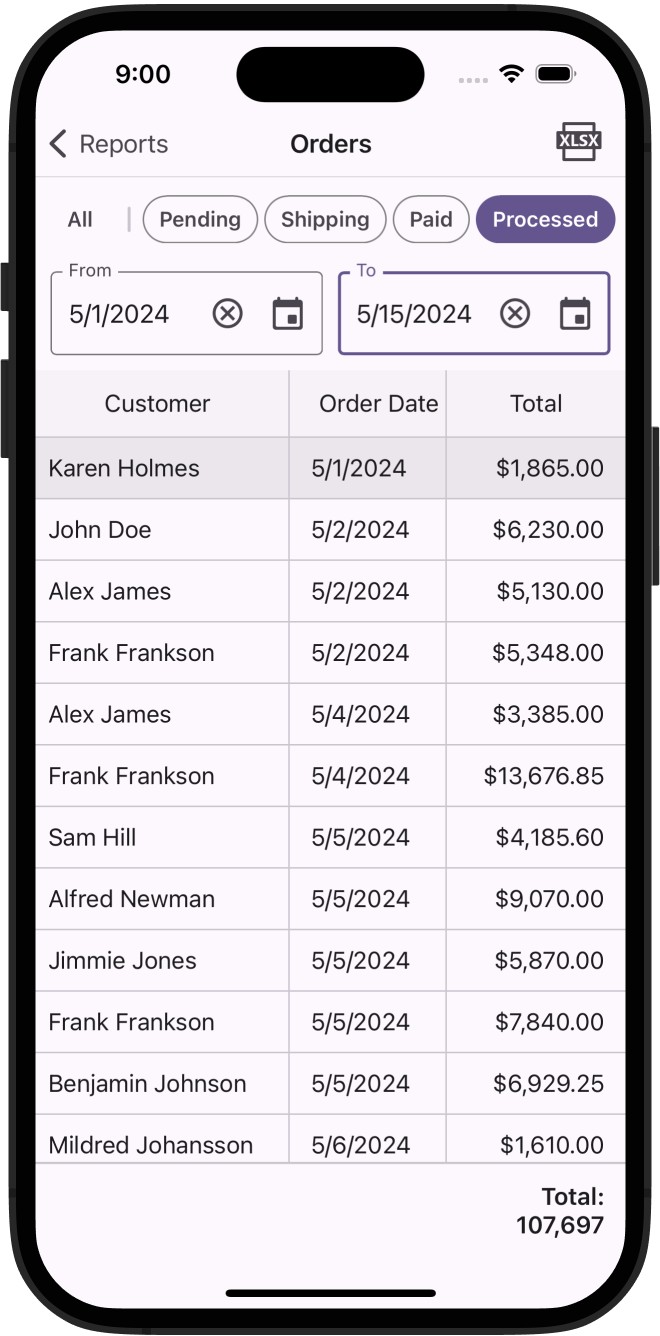 9:00
Reports Orders XLSX
All | Pending Shipping Paid Processed
From To
5/1/2024 5/15/2024
Customer Order Date Total
Karen Holmes 5/1/2024 $1,865.00
John Doe 5/2/2024 $6,230.00
Alex James 5/2/2024 $5,130.00
Frank Frankson 5/2/2024 $5,348.00
Alex James 5/4/2024 $3,385.00
Frank Frankson 5/4/2024 $13,676.85
Sam Hill 5/5/2024 $4,185.60
Alfred Newman 5/5/2024 $9,070.00
Jimmie Jones 5/5/2024 $5,870.00
Frank Frankson 5/5/2024 $7,840.00
Benjamin Johnson 5/5/2024 $6,929.25
Mildred Johansson 5/6/2024 $1,610.00
Total:
107,697